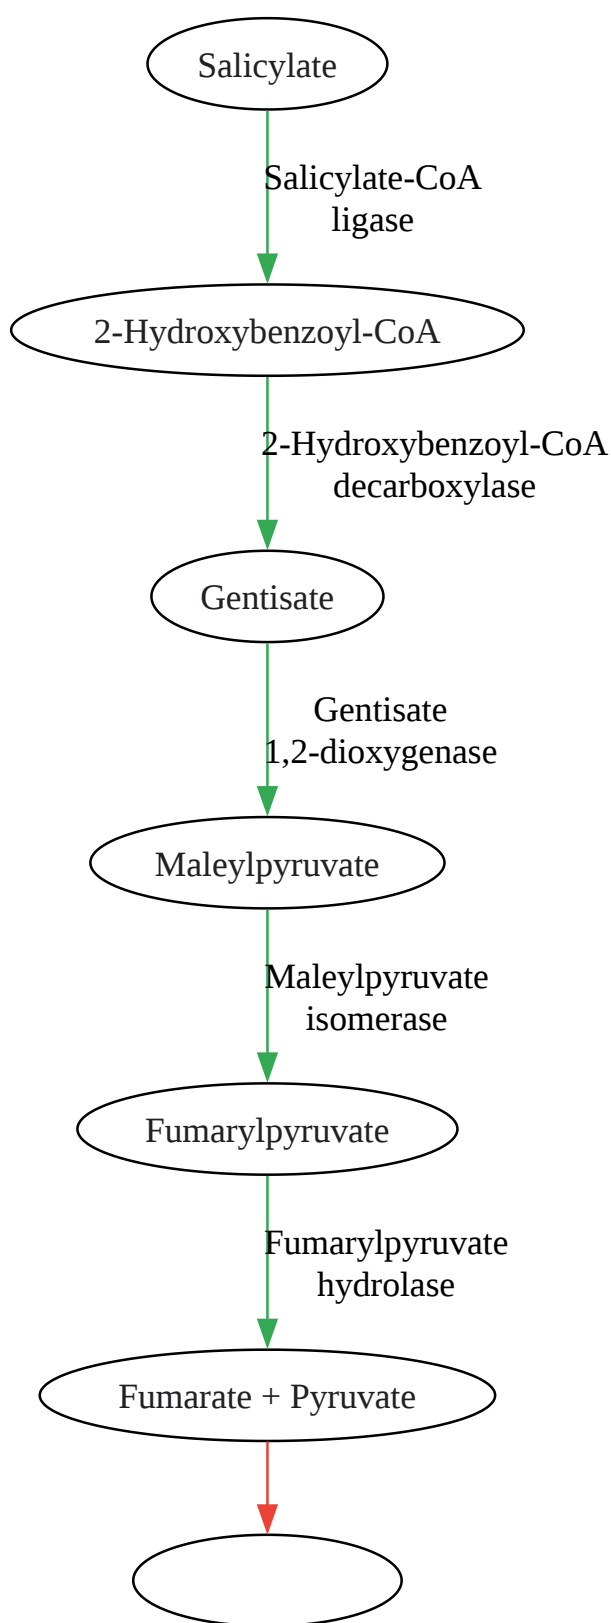 Salicylate
Salicylate-CoA
ligase
2-Hydroxybenzoyl-CoA
2-Hydroxybenzoyl-CoA
decarboxylase
Gentisate
Gentisate
1,2-dioxygenase
Maleylpyruvate
Maleylpyruvate
isomerase
Fumarylpyruvate
Fumarylpyruvate
hydrolase
Fumarate + Pyruvate